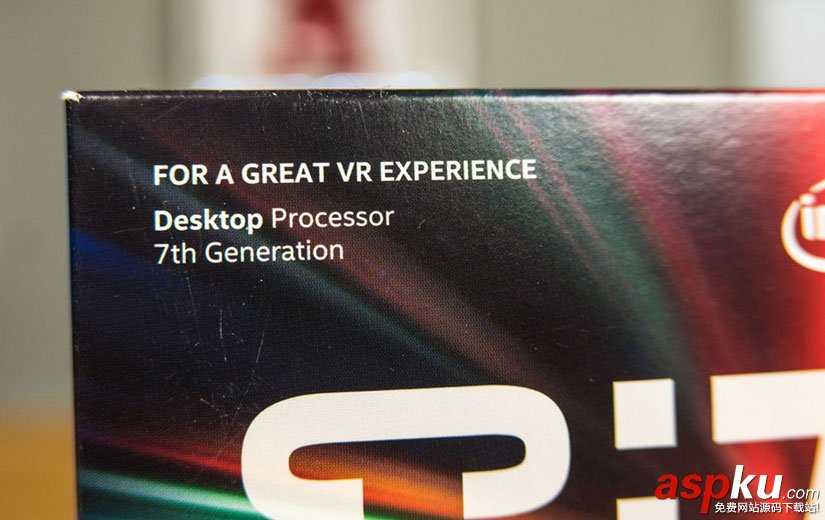 FOR A GREAT VR EXPERIENCE
Desktop Processor
7th Generation
i7
aspku.com
免费网站源码下载站!